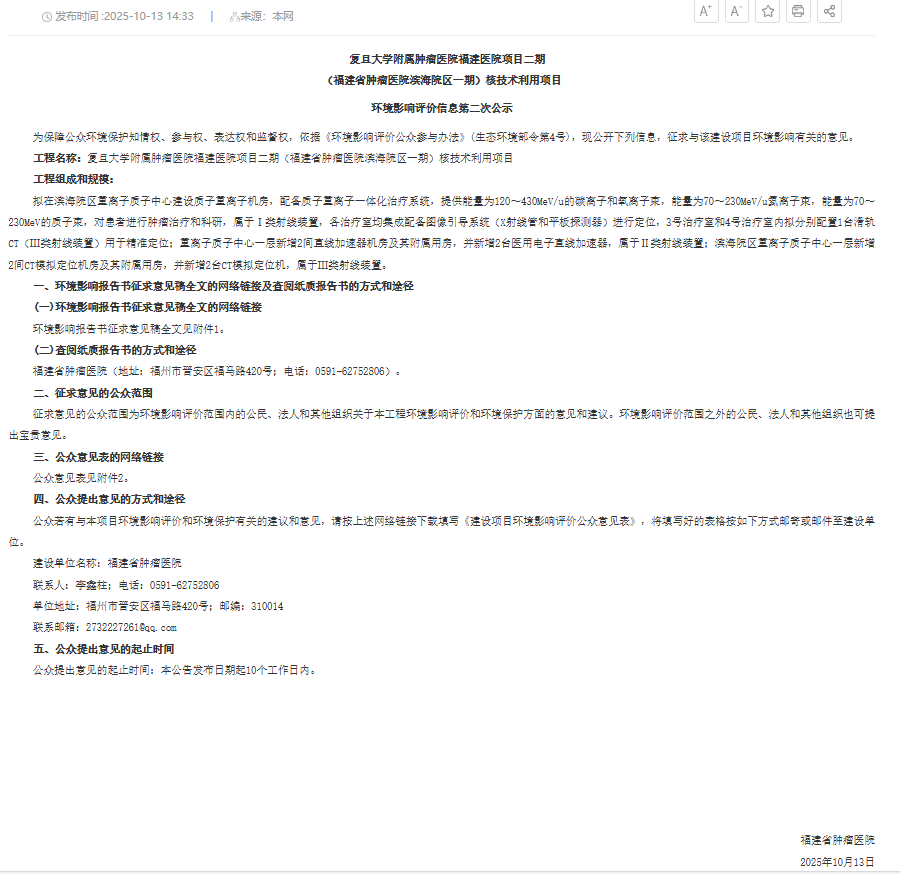 发布时间:2025-10-13 14:33 | 来源：本网
A+ A-
复旦大学附属肿瘤医院福建医院项目二期
（福建省肿瘤医院滨海院区一期）核技术利用项目
环境影响评价信息第二次公示
为保障公众环境保护知情权、参与权、表达权和监督权，依据《环境影响评价公众参与办法》(生态环境部令第4号)，现公开下列信息，征求与该建设项目环境影响有关的意见。
工程名称：复旦大学附属肿瘤医院福建医院项目二期（福建省肿瘤医院滨海院区一期）核技术利用项目
工程组成和规模：
拟在滨海院区重离子质子中心建设质子重离子机房，配备质子重离子一体化治疗系统，提供能量为120～430MeV/u的碳离子和氧离子束，能量为70～230MeV/u氦离子束，能量为70～
230MeV的质子束，对患者进行肿瘤治疗和科研，属于Ⅰ类射线装置，各治疗室均集成配备图像引导系统（X射线管和平板探测器）进行定位，3号治疗室和4号治疗室内拟分别配置1台滑轨
CT（III类射线装置）用于精准定位；重离子质子中心一层新增2间直线加速器机房及其附属用房，并新增2台医用电子直线加速器，属于Ⅱ类射线装置；滨海院区重离子质子中心一层新增
2间CT模拟定位机房及其附属用房，并新增2台CT模拟定位机，属于III类射线装置。
一、环境影响报告书征求意见稿全文的网络链接及查阅纸质报告书的方式和途径
(一)环境影响报告书征求意见稿全文的网络链接
环境影响报告书征求意见稿全文见附件1。
(二)查阅纸质报告书的方式和途径
福建省肿瘤医院（地址：福州市晋安区福马路420号；电话：0591-62752806）。
二、征求意见的公众范围
征求意见的公众范围为环境影响评价范围内的公民、法人和其他组织关于本工程环境影响评价和环境保护方面的意见和建议。环境影响评价范围之外的公民、法人和其他组织也可提
出宝贵意见。
三、公众意见表的网络链接
公众意见表见附件2。
四、公众提出意见的方式和途径
公众若有与本项目环境影响评价和环境保护有关的建议和意见，请按上述网络链接下载填写《建设项目环境影响评价公众意见表》，将填写好的表格按如下方式邮寄或邮件至建设单
位。
建设单位名称：福建省肿瘤医院
联系人：李鑫柱；电话：0591-62752806
单位地址：福州市晋安区福马路420号；邮编：310014
联系邮箱：2732227261@qq.com
五、公众提出意见的起止时间
公众提出意见的起止时间：本公告发布日期起10个工作日内。
福建省肿瘤医院
2025年10月13日